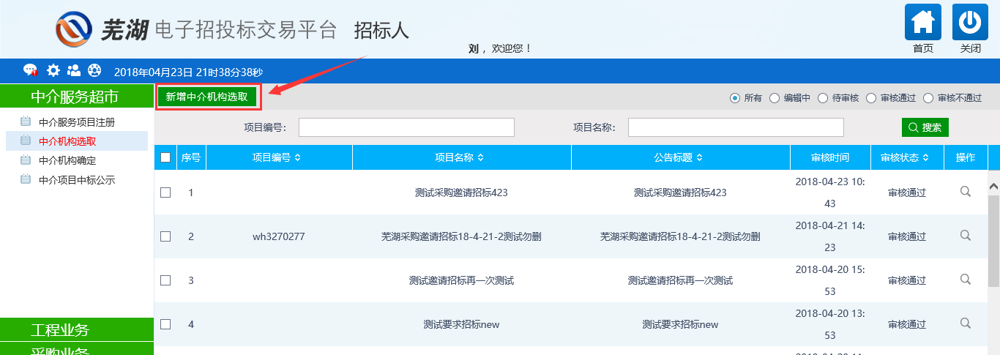 芜湖 电子招投标交易平台 招标人
刘 ，欢迎您！
首页
关闭
2018年04月23日 21时38分38秒
中介服务超市
中介服务项目注册
中介机构选取
中介机构确定
中介项目中标公示
工程业务
采购业务
新增中介机构选取
所有 编辑中 待审核 审核通过 审核不通过
项目编号： 项目名称： 搜索
序号 项目编号 项目名称 公告标题 审核时间 审核状态 操作
1 测试采购邀请招标423 测试采购邀请招标423 2018-04-23 10:
43 审核通过
2 wh3270277 芜湖采购邀请招标18-4-21-2测试勿删 芜湖采购邀请招标18-4-21-2测试勿删 2018-04-21 14:
23 审核通过
3 测试邀请招标再一次测试 测试邀请招标再一次测试 2018-04-20 15:
53 审核通过
4 测试要求招标new 测试要求招标new 2018-04-20 13:
53 审核通过